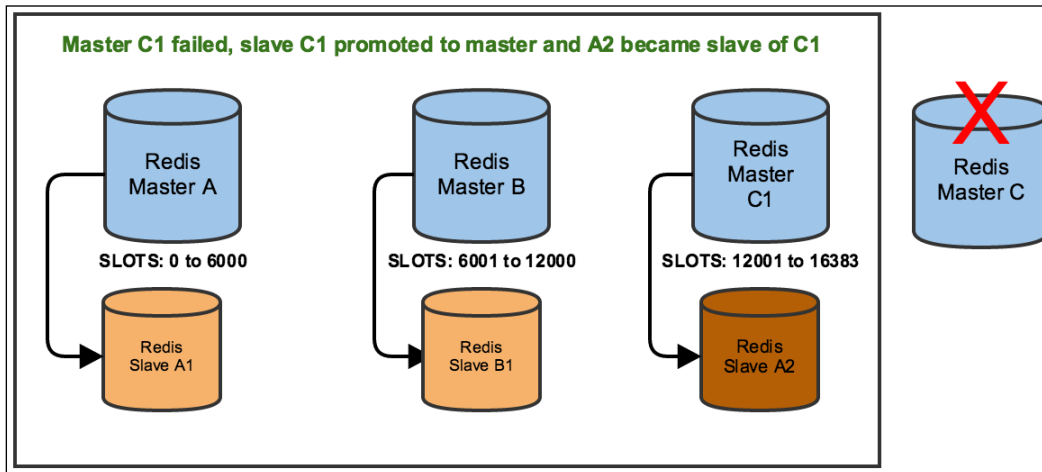 Master C1 failed, slave C1 promoted to master and A2 became slave of C1
Redis
Master A
Redis
Master B
Redis
Master
C1
Redis
Master C
SLOTS: 0 to 6000
SLOTS: 6001 to 12000
SLOTS: 12001 to 16383
Redis
Slave A1
Redis
Slave B1
Redis
Slave A2